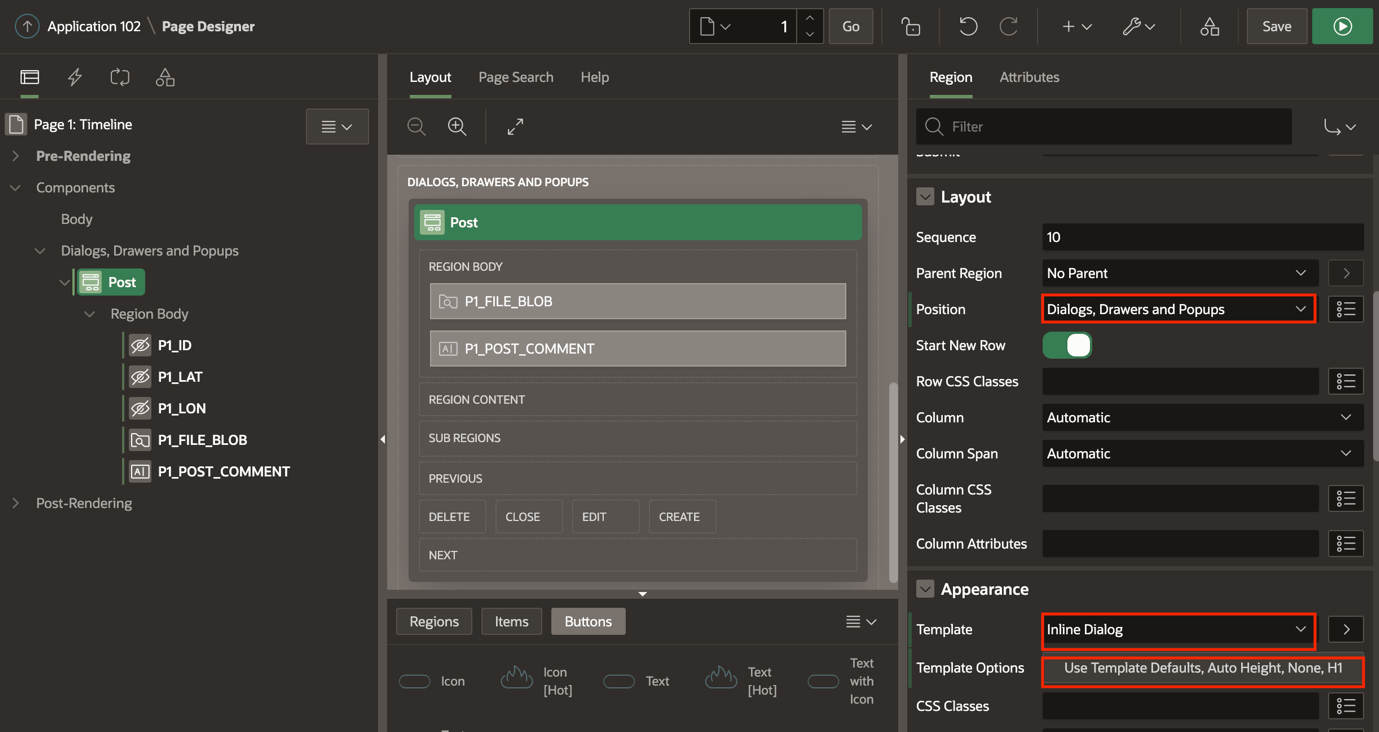 Application 102 \ Page Designer
1
Go
Save
Page 1: Timeline
Pre-Rendering
Components
Body
Dialogs, Drawers and Popups
Post
Region Body
P1_ID
P1_LAT
P1_LON
P1_FILE_BLOB
P1_POST_COMMENT
Post-Rendering
Layout Page Search Help
DIALOGS, DRAWERS AND POPUPS
Post
REGION BODY
P1_FILE_BLOB
P1_POST_COMMENT
REGION CONTENT
SUB REGIONS
PREVIOUS
DELETE CLOSE EDIT CREATE
NEXT
Regions Items Buttons
Icon
Icon
[Hot]
Text
Text
[Hot]
Text
with
Icon
Region Attributes
Filter
Layout
Sequence 10
Parent Region No Parent
Position Dialogs, Drawers and Popups
Start New Row
Row CSS Classes
Column Automatic
Column Span Automatic
Column CSS
Classes
Column Attributes
Appearance
Template Inline Dialog
Template Options Use Template Defaults, Auto Height, None, H1
CSS Classes